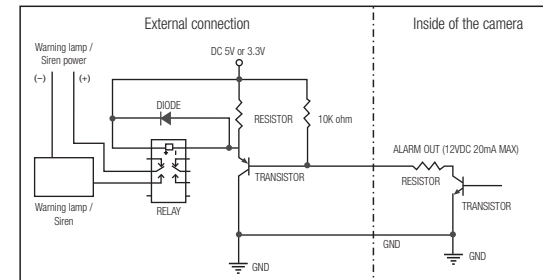 External connection
Inside of the camera
Warning lamp /
Siren power
(−)
(+)
DC 5V or 3.3V
DIODE
RESISTOR
10K ohm
ALARM OUT (12VDC 20mA MAX)
TRANSISTOR
RESISTOR
TRANSISTOR
Warning lamp /
Siren
RELAY
GND
GND
GND